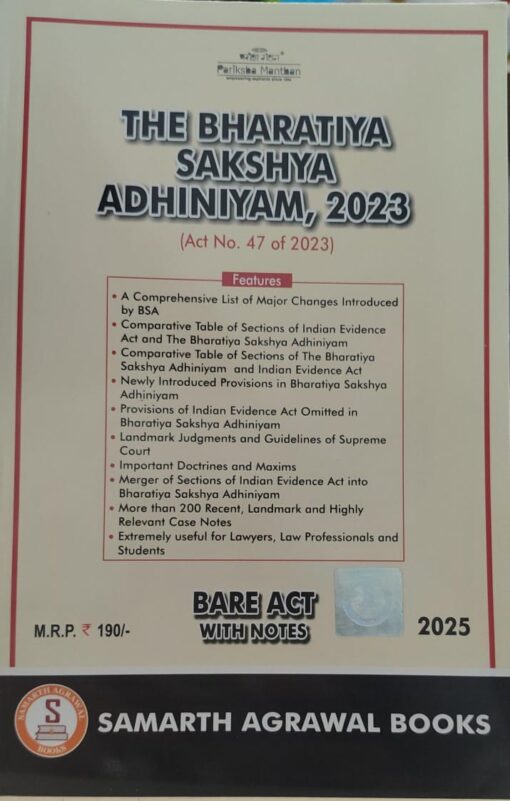 Pariksha Manthan
THE BHARATIYA
SAKSHYA
ADHINIYAM, 2023
(Act No. 47 of 2023)
Features
• A Comprehensive List of Major Changes Introduced
by BSA
• Comparative Table of Sections of Indian Evidence
Act and The Bharatiya Sakshya Adhiniyam
• Comparative Table of Sections of The Bharatiya
Sakshya Adhiniyam and Indian Evidence Act
• Newly Introduced Provisions in Bharatiya Sakshya
Adhiniyam
• Provisions of Indian Evidence Act Omitted in
Bharatiya Sakshya Adhiniyam
• Landmark Judgments and Guidelines of Supreme
Court
• Important Doctrines and Maxims
• Merger of Sections of Indian Evidence Act into
Bharatiya Sakshya Adhiniyam
• More than 200 Recent, Landmark and Highly
Relevant Case Notes
• Extremely useful for Lawyers, Law Professionals and
Students
BARE ACT
WITH NOTES
M.R.P. ₹ 190/-
2025
SAMARTH AGRAWAL
S
BOOKS
SAMARTH AGRAWAL BOOKS